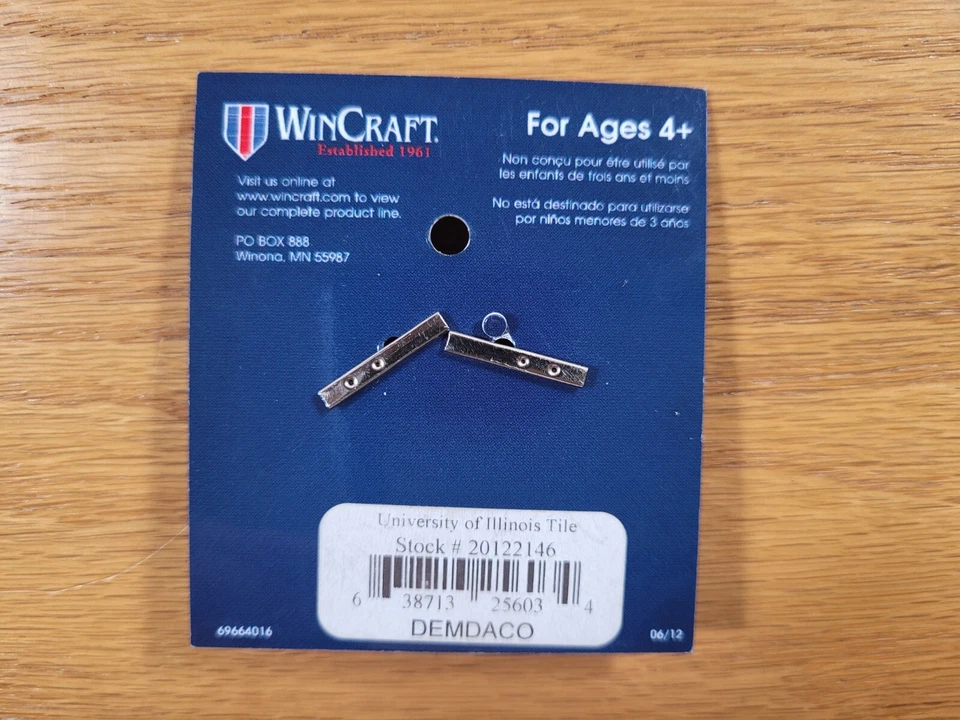 WINCRAFT.
Established 1961
Visit us online at
www.wincraft.com to view
our complete product line.
PO BOX 888
Winona, MN 55987
For Ages 4+
Non conçu pour être utilisé par
les enfants de trois ans et moins
No está destinado para utilizarse
por niños menores de 3 años
University of Illinois Tile
Stock # 20122146
6 38713 25603 4
DEMDACO
69664016
06/12